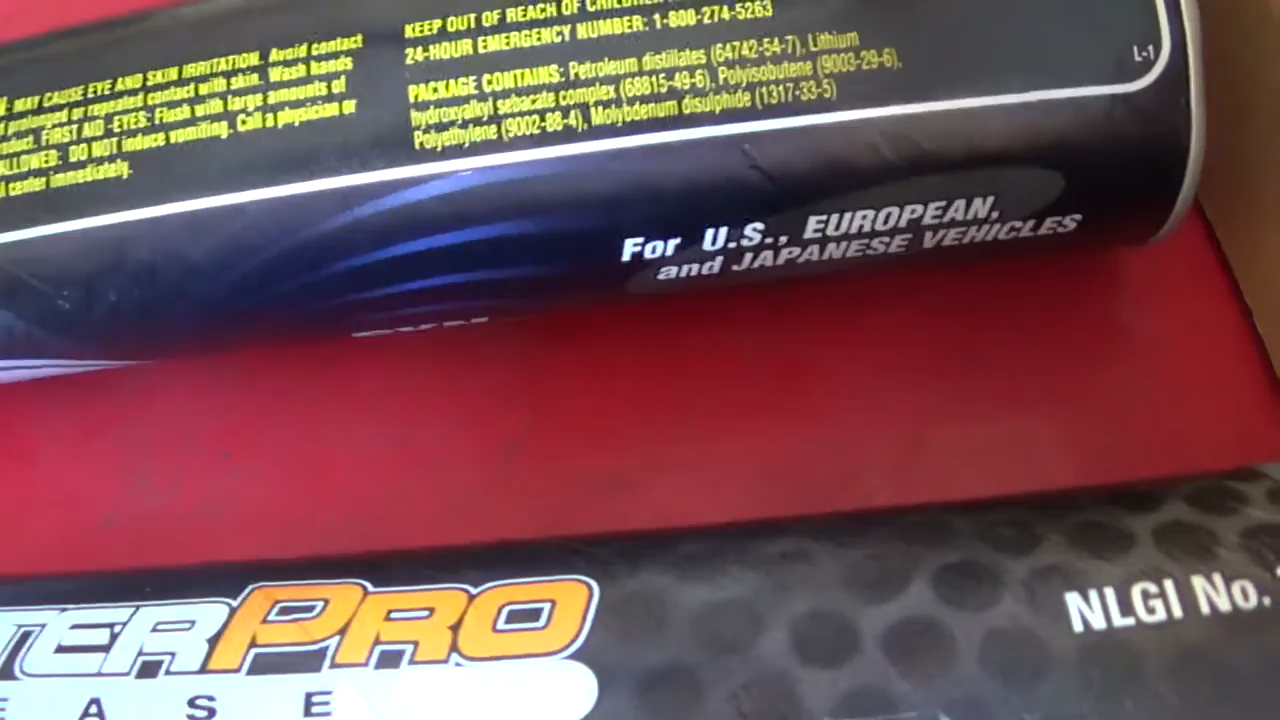 MAY CAUSE EYE AND SKIN IRRITATION. Avoid contact
prolonged or repeated contact with skin. Wash hands
FIRST AID -EYES: Flush with large amounts of
ALLOWED: DO NOT induce vomiting. Call a physician or
center immediately.
KEEP OUT OF REACH OF CHILDREN
24-HOUR EMERGENCY NUMBER: 1-800-274-5263
PACKAGE CONTAINS: Petroleum distillates (64742-54-7), Lithium
hydroxyalkyl sebacate complex (68815-49-6), Polyisobutene (9003-29-6),
Polyethylene (9002-88-4), Molybdenum disulphide (1317-33-5)
L-1
For U.S., EUROPEAN,
and JAPANESE VEHICLES
TERPRO
EASE
NLGI No.